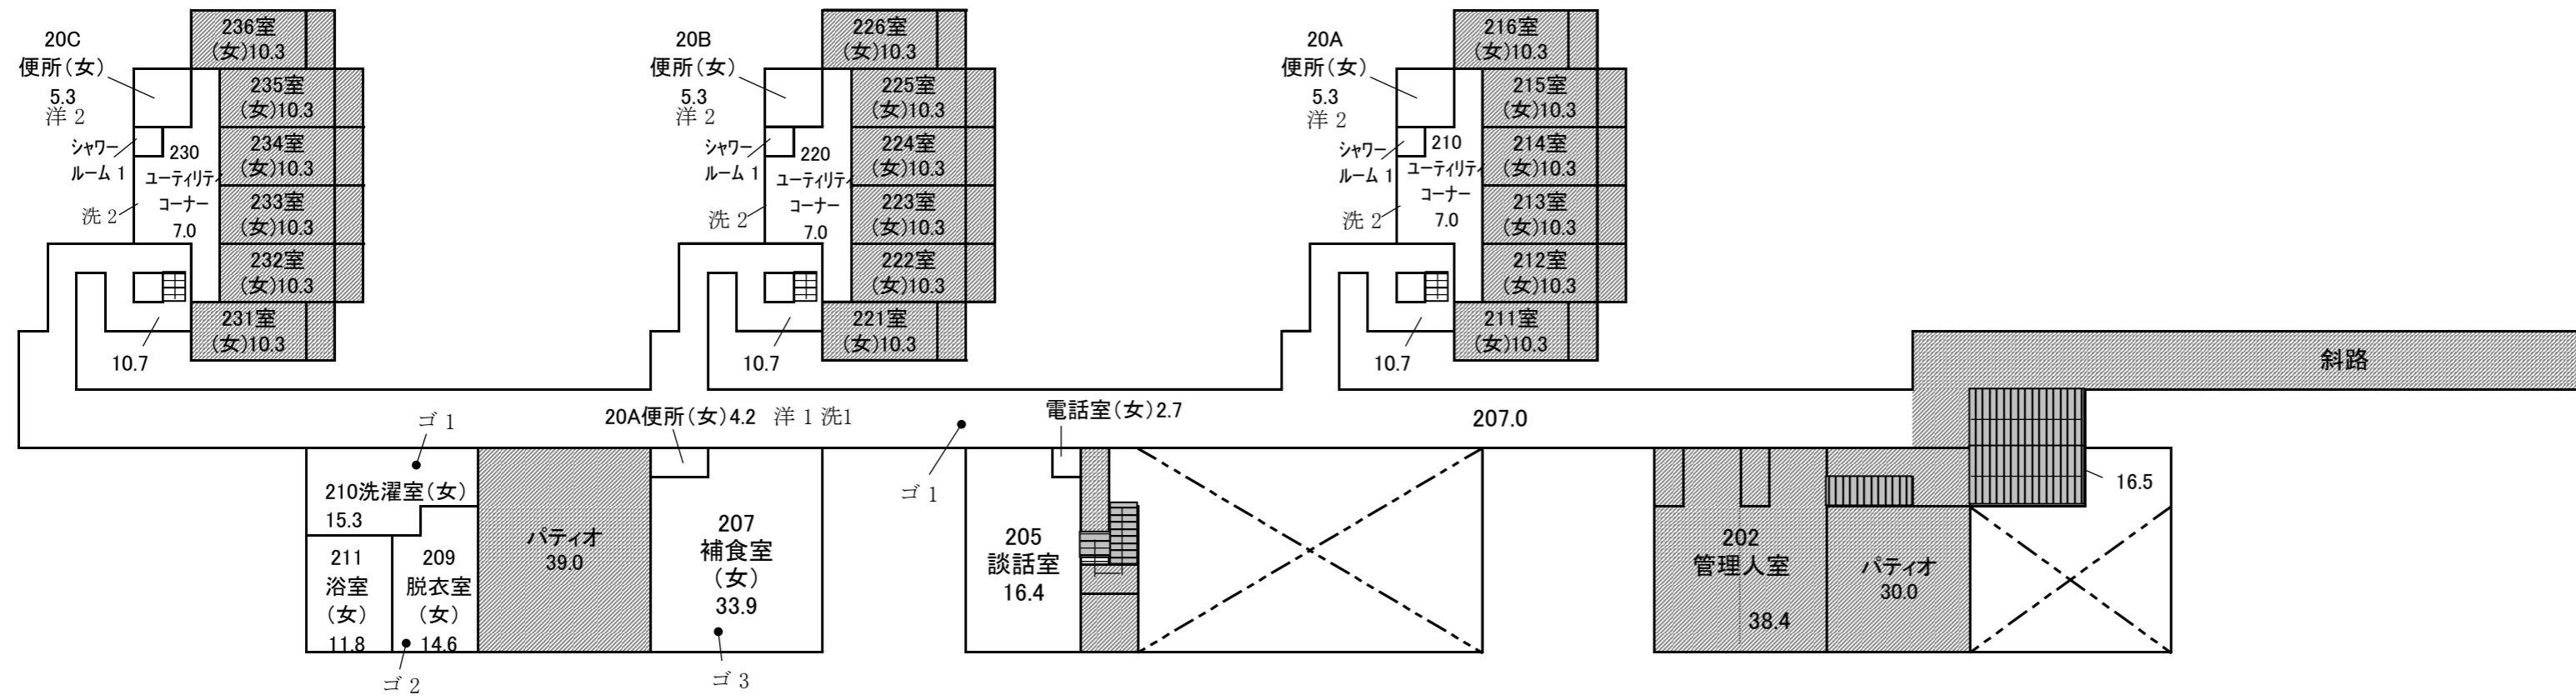 20C
便所(女)
5.3
洋 2
シャワー
ルーム 1
洗 2
230
ユーティリティ
コーナー
7.0
236室
(女)10.3
235室
(女)10.3
234室
(女)10.3
233室
(女)10.3
232室
(女)10.3
231室
(女)10.3
10.7
20B
便所(女)
5.3
洋 2
シャワー
ルーム 1
洗 2
220
ユーティリティ
コーナー
7.0
226室
(女)10.3
225室
(女)10.3
224室
(女)10.3
223室
(女)10.3
222室
(女)10.3
221室
(女)10.3
10.7
20A
便所(女)
5.3
洋 2
シャワー
ルーム 1
洗 2
210
ユーティリティ
コーナー
7.0
216室
(女)10.3
215室
(女)10.3
214室
(女)10.3
213室
(女)10.3
212室
(女)10.3
211室
(女)10.3
10.7
斜路
ゴ 1
20A便所(女)4.2 洋 1 洗1
電話室(女)2.7
207.0
210洗濯室(女)
15.3
211
浴室
(女)
11.8
209
脱衣室
(女)
14.6
ゴ 2
パティオ
39.0
207
補食室
(女)
33.9
ゴ 3
ゴ 1
205
談話室
16.4
202
管理人室
38.4
パティオ
30.0
16.5